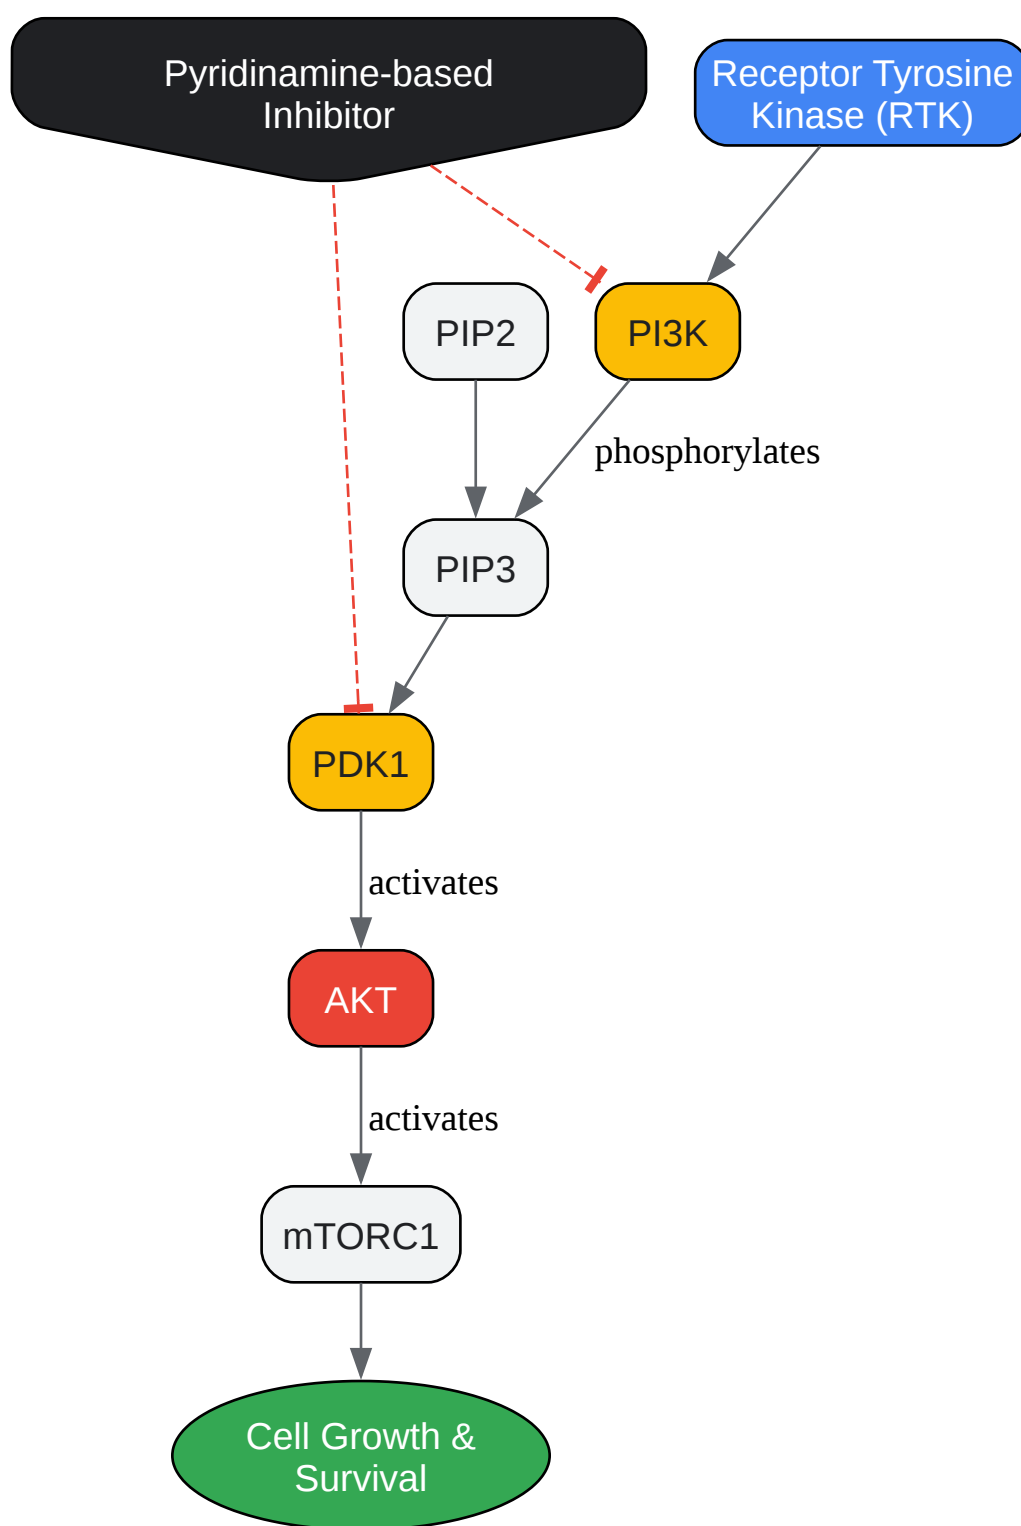 Pyridinamine-based
Inhibitor
Receptor Tyrosine
Kinase (RTK)
PIP2
PI3K
phosphorylates
PIP3
PDK1
activates
AKT
activates
mTORC1
Cell Growth &
Survival